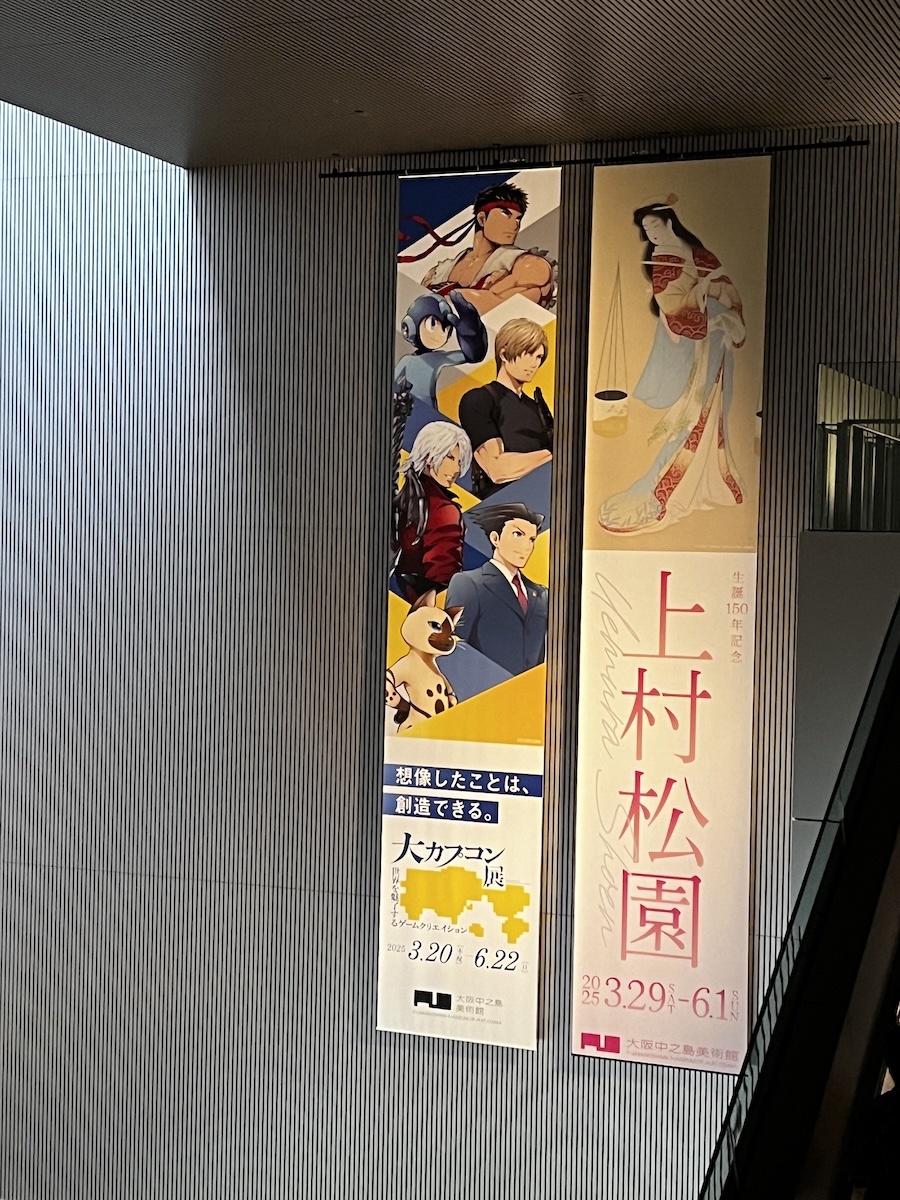 想像したことは、
創造できる。
大カプコン
展
世界を魅了する
ゲームクリエイション
2025 3.20 [木・祝] - 6.22 [日]
大阪中之島
美術館
生誕150年記念
上村松園
Uemura Shoen
2025 3.29 SAT - 6.1 SUN
大阪中之島美術館